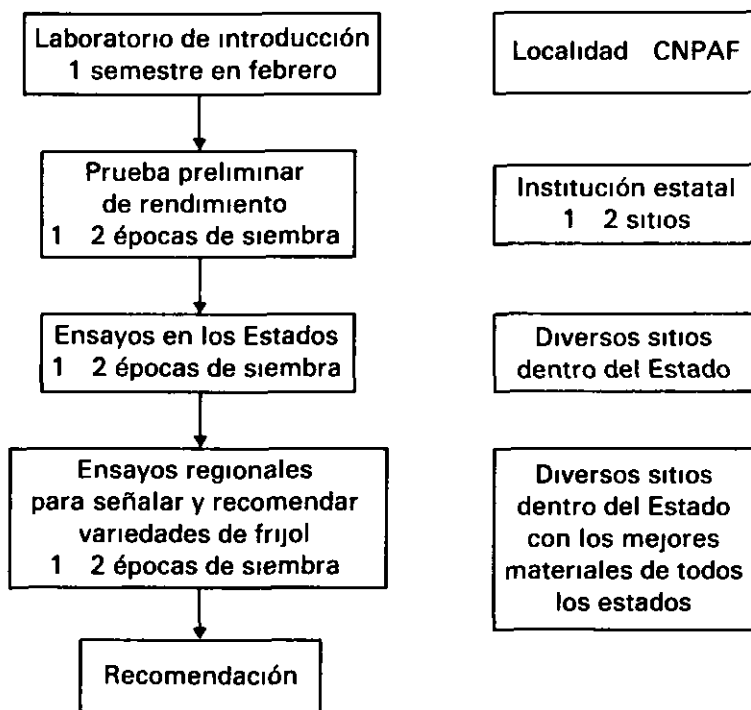 Laboratorio de introducción
1 semestre en febrero
Localidad CNPAF
Prueba preliminar
de rendimiento
1 2 épocas de siembra
Institución estatal
1 2 sitios
Ensayos en los Estados
1 2 épocas de siembra
Diversos sitios
dentro del Estado
Ensayos regionales
para señalar y recomendar
variedades de frijol
1 2 épocas de siembra
Diversos sitios
dentro del Estado
con los mejores
materiales de todos
los estados
Recomendación